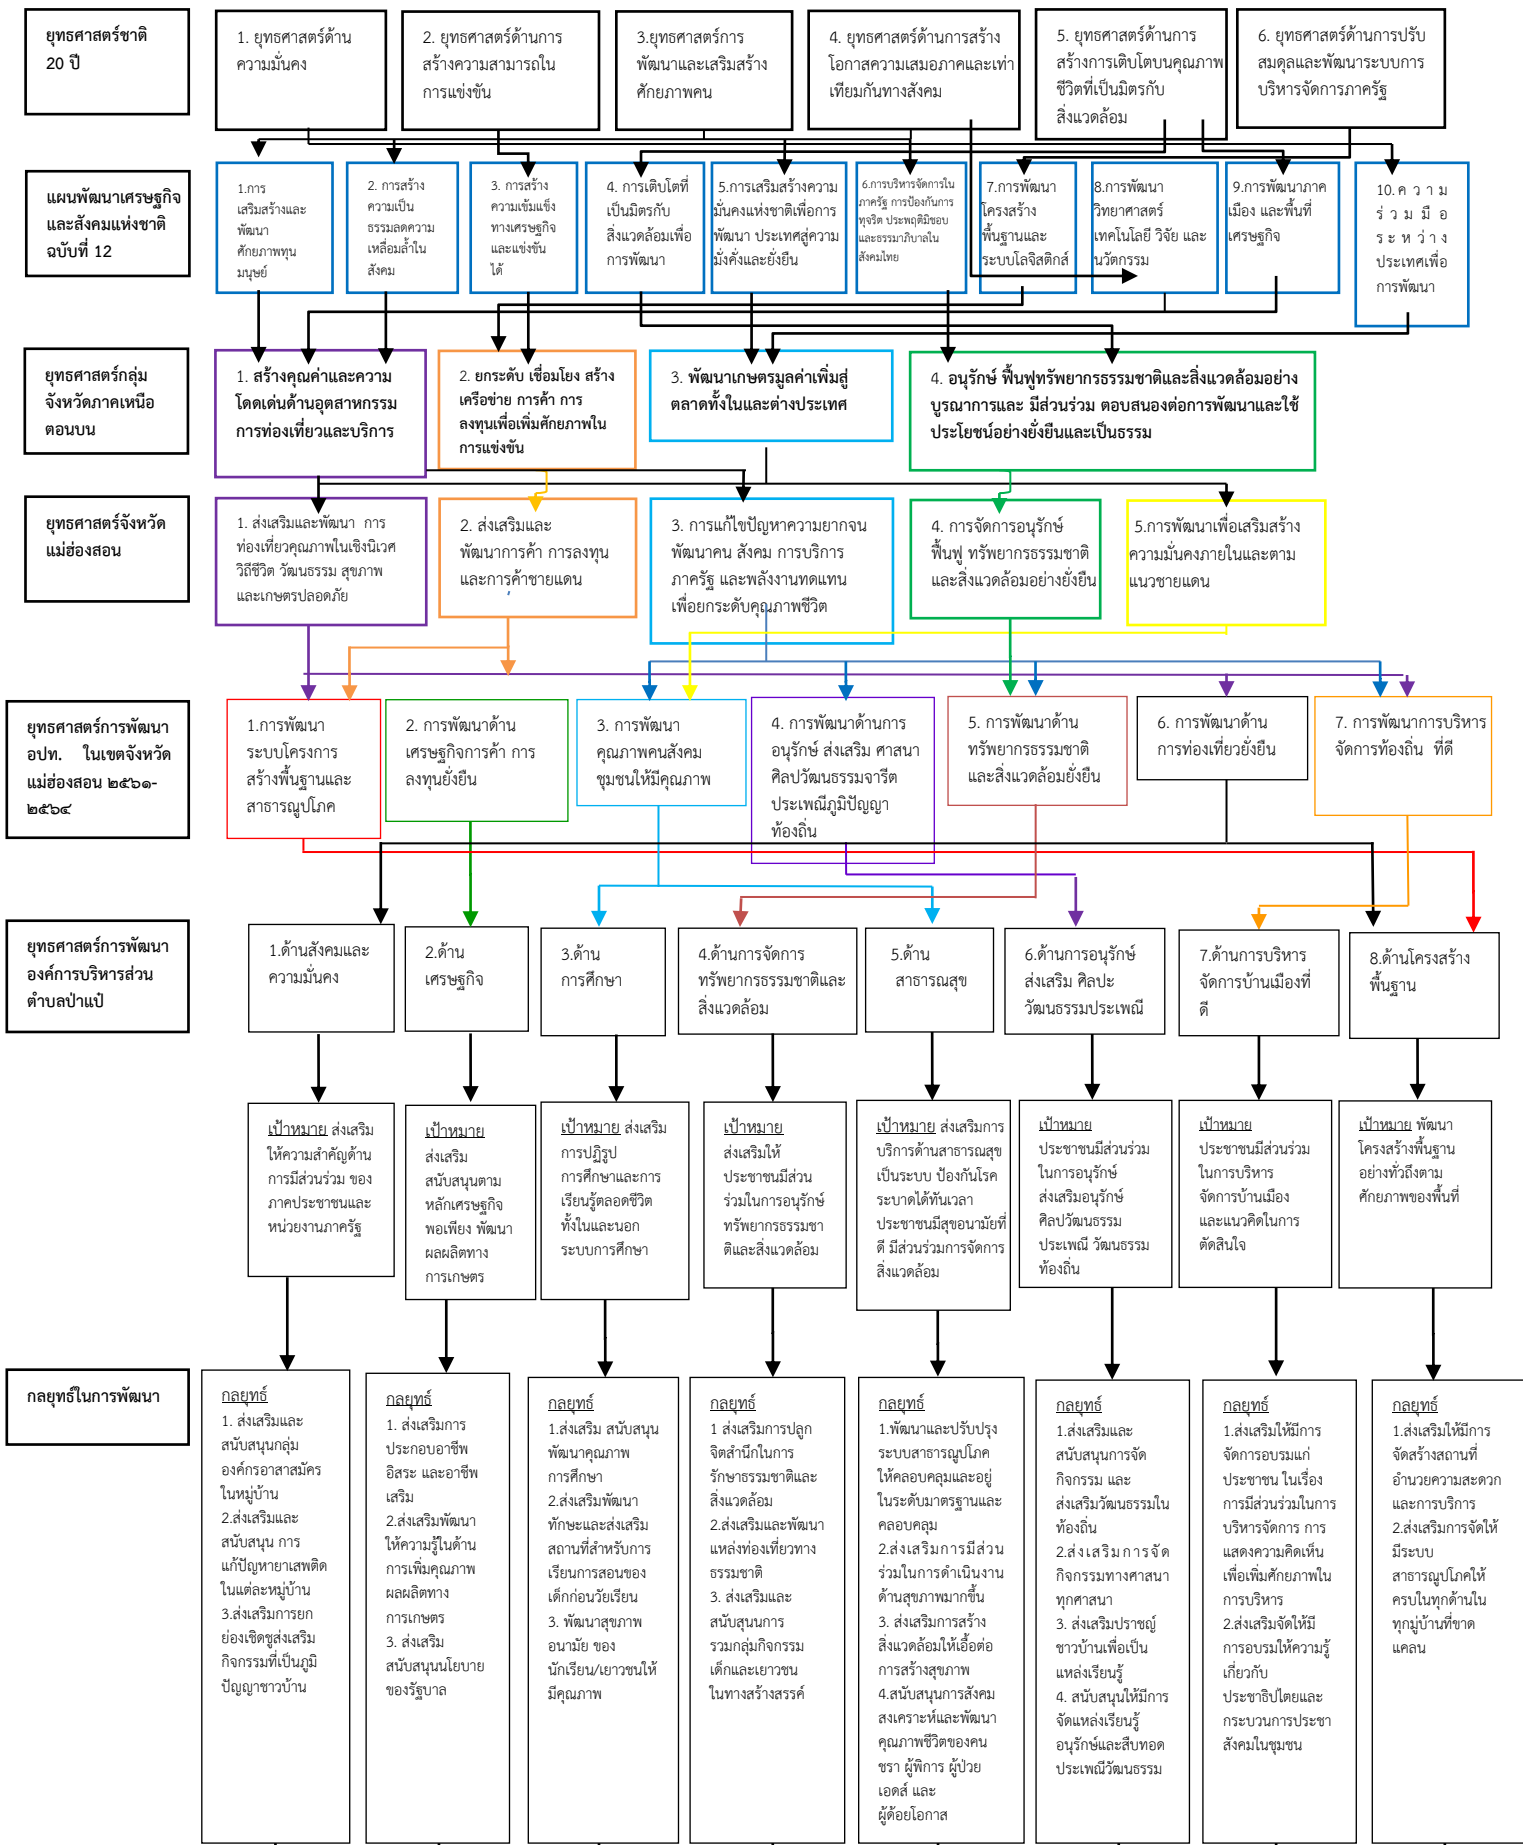 ยุทธศาสตร์ชาติ
20 ปี
1. ยุทธศาสตร์ด้าน
ความมั่นคง
2. ยุทธศาสตร์ด้านการ
สร้างความสามารถใน
การแข่งขัน
3.ยุทธศาสตร์การ
พัฒนาและเสริมสร้าง
ศักยภาพคน
4. ยุทธศาสตร์ด้านการสร้าง
โอกาสความเสมอภาคและเท่า
เทียมกันทางสังคม
5. ยุทธศาสตร์ด้านการ
สร้างการเติบโตบนคุณภาพ
ชีวิตที่เป็นมิตรกับ
สิ่งแวดล้อม
6. ยุทธศาสตร์ด้านการปรับ
สมดุลและพัฒนาระบบการ
บริหารจัดการภาครัฐ
แผนพัฒนาเศรษฐกิจ
และสังคมแห่งชาติ
ฉบับที่ 12
1.การ
เสริมสร้างและ
พัฒนา
ศักยภาพทุน
มนุษย์
2. การสร้าง
ความเป็น
ธรรมลดความ
เหลื่อมล้ำใน
สังคม
3. การสร้าง
ความเข้มแข็ง
ทางเศรษฐกิจ
และแข่งขัน
ได้
4. การเติบโตที่
เป็นมิตรกับ
สิ่งแวดล้อมเพื่อ
การพัฒนา
5.การเสริมสร้างความ
มั่นคงแห่งชาติเพื่อการ
พัฒนา ประเทศสู่ความ
มั่งคั่งและยั่งยืน
6.การบริหารจัดการใน
ภาครัฐ การป้องกันการ
ทุจริต ประพฤติมิชอบ
และธรรมาภิบาลใน
สังคมไทย
7.การพัฒนา
โครงสร้าง
พื้นฐานและ
ระบบโลจิสติกส์
8.การพัฒนา
วิทยาศาสตร์
เทคโนโลยี วิจัย และ
นวัตกรรม
9.การพัฒนาภาค
เมือง และพื้นที่
เศรษฐกิจ
10.ค ว า ม
ร่ ว ม มื อ
ร ะ ห ว่ า ง
ประเทศเพื่อ
การพัฒนา
ยุทธศาสตร์กลุ่ม
จังหวัดภาคเหนือ
ตอนบน
1. สร้างคุณค่าและความ
โดดเด่นด้านอุตสาหกรรม
การท่องเที่ยวและบริการ
2. ยกระดับ เชื่อมโยง สร้าง
เครือข่าย การค้า การ
ลงทุนเพื่อเพิ่มศักยภาพใน
การแข่งขัน
3. พัฒนาเกษตรมูลค่าเพิ่มสู่
ตลาดทั้งในและต่างประเทศ
4. อนุรักษ์ ฟื้นฟูทรัพยากรธรรมชาติและสิ่งแวดล้อมอย่าง
บูรณาการและ มีส่วนร่วม ตอบสนองต่อการพัฒนาและใช้
ประโยชน์อย่างยั่งยืนและเป็นธรรม
ยุทธศาสตร์จังหวัด
แม่ฮ่องสอน
1. ส่งเสริมและพัฒนา การ
ท่องเที่ยวคุณภาพในเชิงนิเวศ
วิถีชีวิต วัฒนธรรม สุขภาพ
และเกษตรปลอดภัย
2. ส่งเสริมและ
พัฒนาการค้า การลงทุน
และการค้าชายแดน
3. การแก้ไขปัญหาความยากจน
พัฒนาคน สังคม การบริการ
ภาครัฐ และพลังงานทดแทน
เพื่อยกระดับคุณภาพชีวิต
4. การจัดการอนุรักษ์
ฟื้นฟู ทรัพยากรธรรมชาติ
และสิ่งแวดล้อมอย่างยั่งยืน
5.การพัฒนาเพื่อเสริมสร้าง
ความมั่นคงภายในและตาม
แนวชายแดน
ยุทธศาสตร์การพัฒนา
อปท. ในเขตจังหวัด
แม่ฮ่องสอน ๒๕๖๑-
๒๕๖๔
1.การพัฒนา
ระบบโครงการ
สร้างพื้นฐานและ
สาธารณูปโภค
2. การพัฒนาด้าน
เศรษฐกิจการค้า การ
ลงทุนยั่งยืน
3. การพัฒนา
คุณภาพคนสังคม
ชุมชนให้มีคุณภาพ
4. การพัฒนาด้านการ
อนุรักษ์ ส่งเสริม ศาสนา
ศิลปวัฒนธรรมจารีต
ประเพณีภูมิปัญญา
ท้องถิ่น
5. การพัฒนาด้าน
ทรัพยากรธรรมชาติ
และสิ่งแวดล้อมยั่งยืน
6. การพัฒนาด้าน
การท่องเที่ยวยั่งยืน
7. การพัฒนาการบริหาร
จัดการท้องถิ่น ที่ดี
ยุทธศาสตร์การพัฒนา
องค์การบริหารส่วน
ตำบลป่าแป๋
1.ด้านสังคมและ
ความมั่นคง
2.ด้าน
เศรษฐกิจ
3.ด้าน
การศึกษา
4.ด้านการจัดการ
ทรัพยากรธรรมชาติและ
สิ่งแวดล้อม
5.ด้าน
สาธารณสุข
6.ด้านการอนุรักษ์
ส่งเสริม ศิลปะ
วัฒนธรรมประเพณี
7.ด้านการบริหาร
จัดการบ้านเมืองที่
ดี
8.ด้านโครงสร้าง
พื้นฐาน
เป้าหมาย ส่งเสริม
ให้ความสำคัญด้าน
การมีส่วนร่วม ของ
ภาคประชาชนและ
หน่วยงานภาครัฐ
เป้าหมาย
ส่งเสริม
สนับสนุนตาม
หลักเศรษฐกิจ
พอเพียง พัฒนา
ผลผลิตทาง
การเกษตร
เป้าหมาย ส่งเสริม
การปฏิรูป
การศึกษาและการ
เรียนรู้ตลอดชีวิต
ทั้งในและนอก
ระบบการศึกษา
เป้าหมาย
ส่งเสริมให้
ประชาชนมีส่วน
ร่วมในการอนุรักษ์
ทรัพยากรธรรมชา
ติและสิ่งแวดล้อม
เป้าหมาย ส่งเสริมการ
บริการด้านสาธารณสุข
เป็นระบบ ป้องกันโรค
ระบาดได้ทันเวลา
ประชาชนมีสุขอนามัยที่
ดี มีส่วนร่วมการจัดการ
สิ่งแวดล้อม
เป้าหมาย
ประชาชนมีส่วนร่วม
ในการอนุรักษ์
ส่งเสริมอนุรักษ์
ศิลปวัฒนธรรม
ประเพณี วัฒนธรรม
ท้องถิ่น
เป้าหมาย
ประชาชนมีส่วนร่วม
ในการบริหาร
จัดการบ้านเมือง
และแนวคิดในการ
ตัดสินใจ
เป้าหมาย พัฒนา
โครงสร้างพื้นฐาน
อย่างทั่วถึงตาม
ศักยภาพของพื้นที่
กลยุทธ์ในการพัฒนา
กลยุทธ์
1. ส่งเสริมและ
สนับสนุนกลุ่ม
องค์กรอาสาสมัคร
ในหมู่บ้าน
2.ส่งเสริมและ
สนับสนุน การ
แก้ปัญหายาเสพติด
ในแต่ละหมู่บ้าน
3.ส่งเสริมการยก
ย่องเชิดชูส่งเสริม
กิจกรรมที่เป็นภูมิ
ปัญญาชาวบ้าน
กลยุทธ์
1. ส่งเสริมการ
ประกอบอาชีพ
อิสระ และอาชีพ
เสริม
2.ส่งเสริมพัฒนา
ให้ความรู้ในด้าน
การเพิ่มคุณภาพ
ผลผลิตทาง
การเกษตร
3. ส่งเสริม
สนับสนุนนโยบาย
ของรัฐบาล
กลยุทธ์
1.ส่งเสริม สนับสนุน
พัฒนาคุณภาพ
การศึกษา
2.ส่งเสริมพัฒนา
ทักษะและส่งเสริม
สถานที่สำหรับการ
เรียนการสอนของ
เด็กก่อนวัยเรียน
3. พัฒนาสุขภาพ
อนามัย ของ
นักเรียน/เยาวชนให้
มีคุณภาพ
กลยุทธ์
1 ส่งเสริมการปลูก
จิตสำนึกในการ
รักษาธรรมชาติและ
สิ่งแวดล้อม
2.ส่งเสริมและพัฒนา
แหล่งท่องเที่ยวทาง
ธรรมชาติ
3. ส่งเสริมและ
สนับสนุนการ
รวมกลุ่มกิจกรรม
เด็กและเยาวชน
ในทางสร้างสรรค์
กลยุทธ์
1.พัฒนาและปรับปรุง
ระบบสาธารณูปโภค
ให้คลอบคลุมและอยู่
ในระดับมาตรฐานและ
คลอบคลุม
2.ส่งเสริมการมีส่วน
ร่วมในการดำเนินงาน
ด้านสุขภาพมากขึ้น
3. ส่งเสริมการสร้าง
สิ่งแวดล้อมให้เอื้อต่อ
การสร้างสุขภาพ
4.สนับสนุนการสังคม
สงเคราะห์และพัฒนา
คุณภาพชีวิตของคน
ชรา ผู้พิการ ผู้ป่วย
เอดส์ และ
ผู้ด้อยโอกาส
กลยุทธ์
1.ส่งเสริมและ
สนับสนุนการจัด
กิจกรรม และ
ส่งเสริมวัฒนธรรมใน
ท้องถิ่น
2.ส่งเสริมการจัด
กิจกรรมทางศาสนา
ทุกศาสนา
3. ส่งเสริมปราชญ์
ชาวบ้านเพื่อเป็น
แหล่งเรียนรู้
4. สนับสนุนให้มีการ
จัดแหล่งเรียนรู้
อนุรักษ์และสืบทอด
ประเพณีวัฒนธรรม
กลยุทธ์
1.ส่งเสริมให้มีการ
จัดการอบรมแก่
ประชาชน ในเรื่อง
การมีส่วนร่วมในการ
บริหารจัดการ การ
แสดงความคิดเห็น
เพื่อเพิ่มศักยภาพใน
การบริหาร
2.ส่งเสริมจัดให้มี
การอบรมให้ความรู้
เกี่ยวกับ
ประชาธิปไตยและ
กระบวนการประชา
สังคมในชุมชน
กลยุทธ์
1.ส่งเสริมให้มีการ
จัดสร้างสถานที่
อำนวยความสะดวก
และการบริการ
2.ส่งเสริมการจัดให้
มีระบบ
สาธารณูปโภคให้
ครบในทุกด้านใน
ทุกมู่บ้านที่ขาด
แคลน